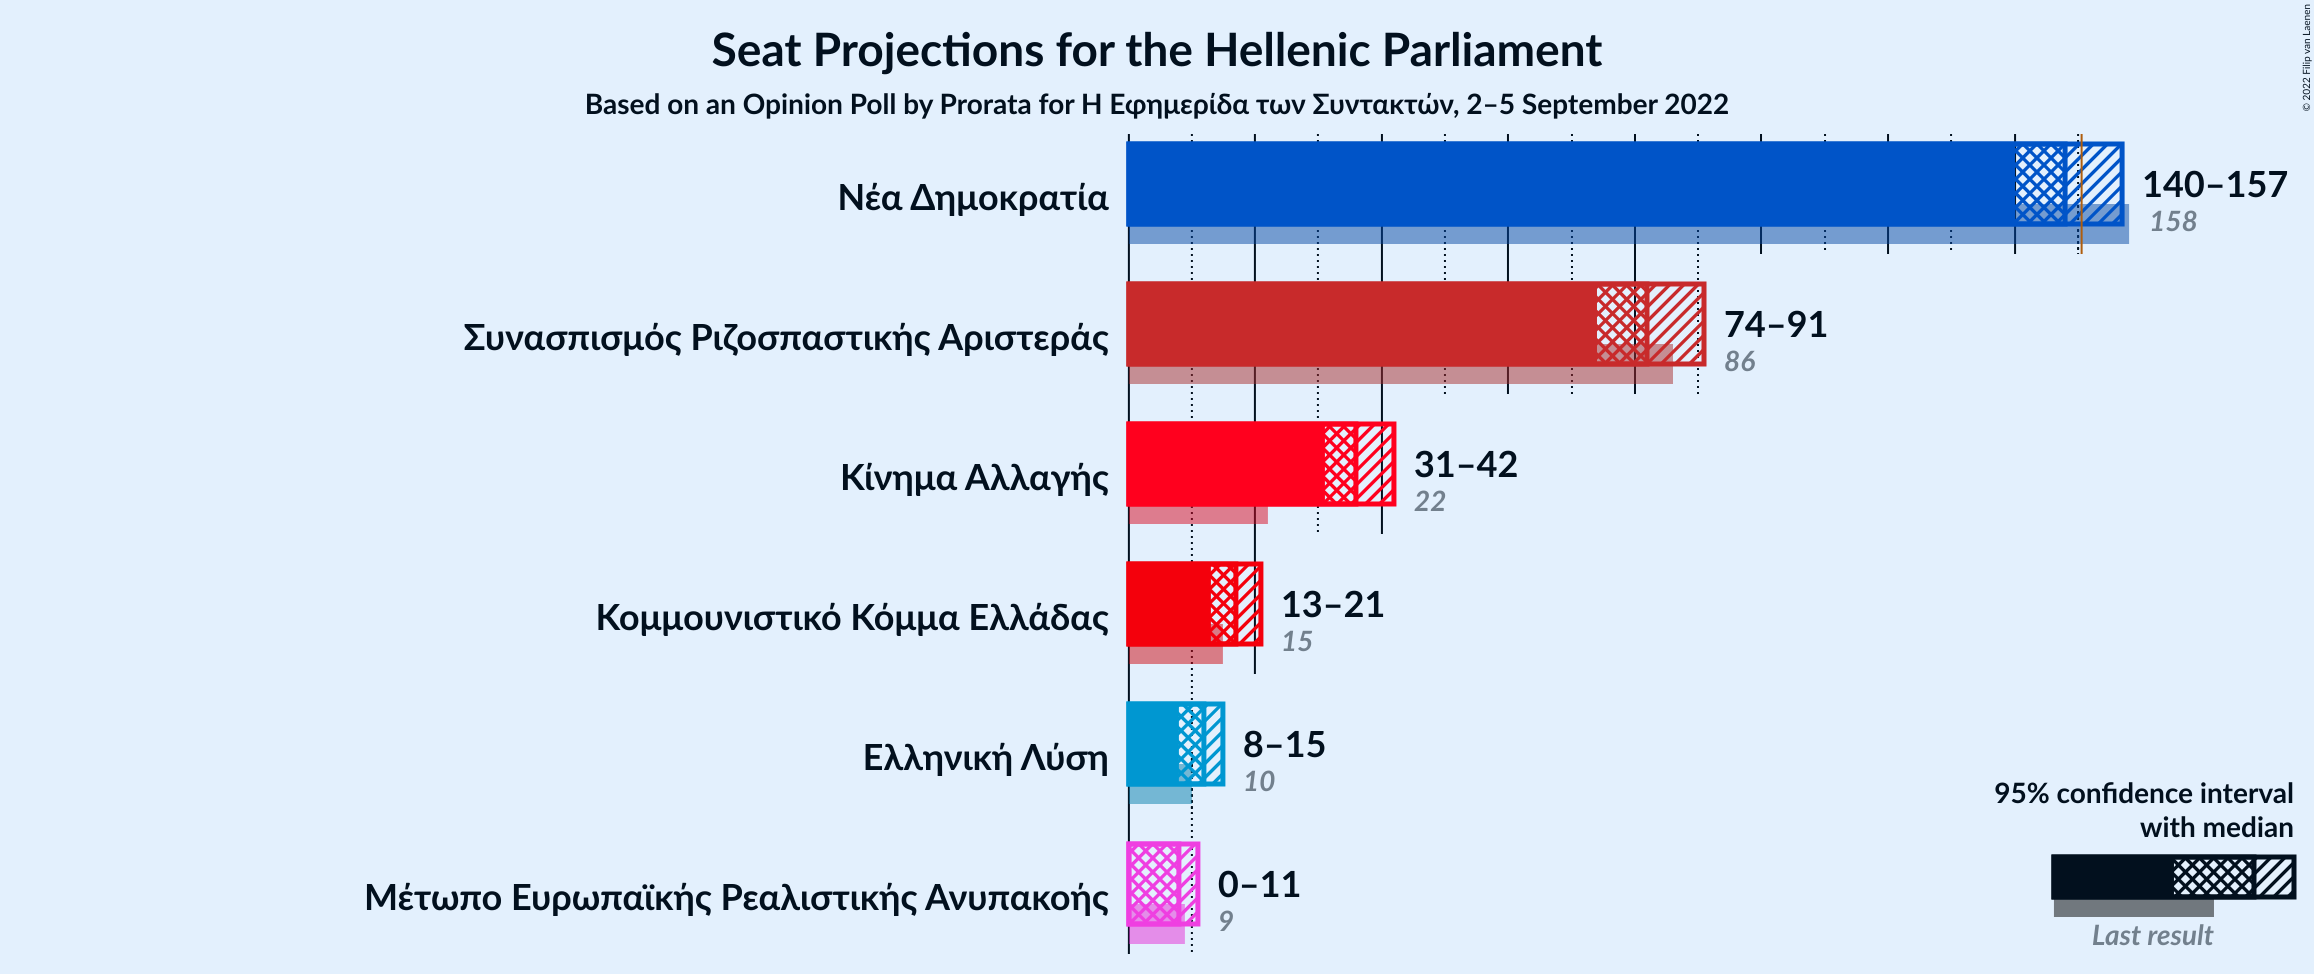 Seat Projections for the Hellenic Parliament
Based on an Opinion Poll by Prorata for Η Εφημερίδα των Συντακτών, 2–5 September 2022
© 2022 Filip van Laenen
Νέα Δημοκρατία
140–157
158
Συνασπισμός Ριζοσπαστικής Αριστεράς
74–91
86
Κίνημα Αλλαγής
31–42
22
Κομμουνιστικό Κόμμα Ελλάδας
13–21
15
Ελληνική Λύση
8–15
10
Μέτωπο Ευρωπαϊκής Ρεαλιστικής Ανυπακοής
0–11
9
95% confidence interval
with median
Last result